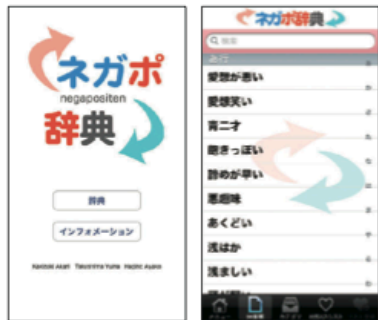 ネガポ
negapositen
辞典
辞典
インフォメーション
ネガポ辞典
検索
あ行
愛想が悪い
愛想笑い
青二才
飽きっぽい
諦めが早い
悪趣味
あくどい
浅はか
浅ましい